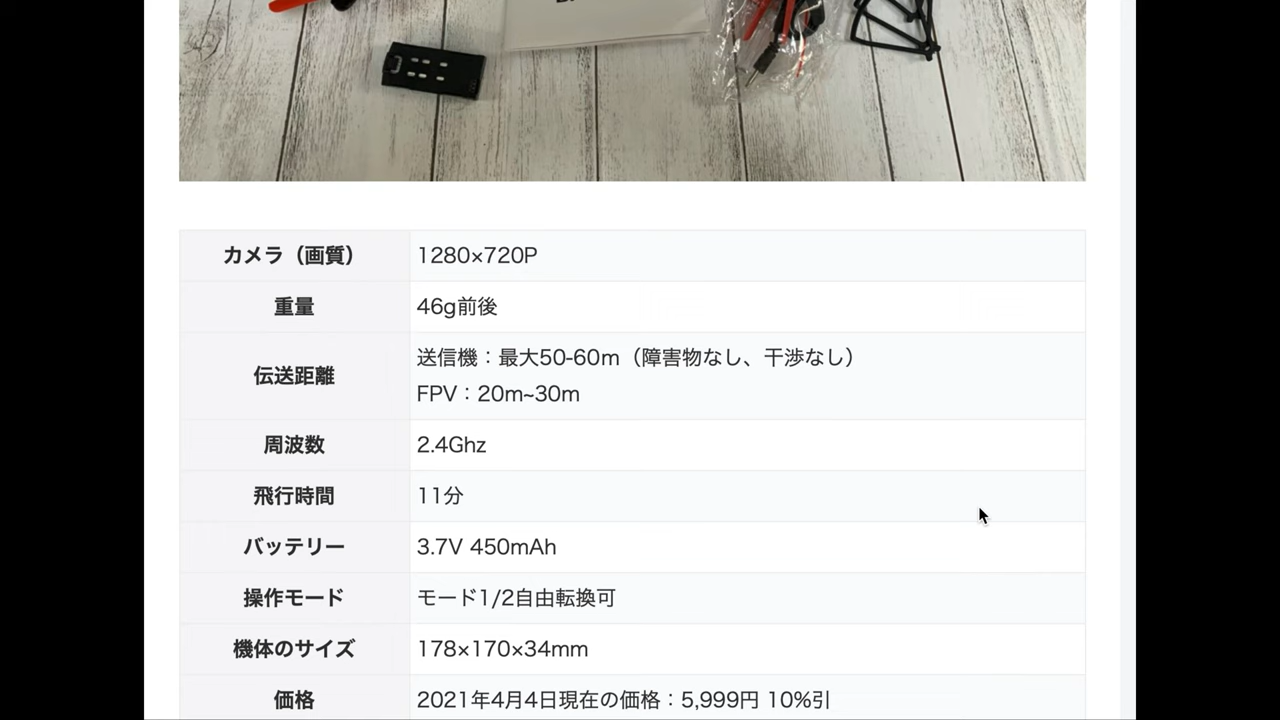 カメラ（画質） 1280×720P
重量 46g前後
伝送距離 送信機：最大50-60m（障害物なし、干渉なし）
FPV：20m~30m
周波数 2.4Ghz
飛行時間 11分
バッテリー 3.7V 450mAh
操作モード モード1/2自由転換可
機体のサイズ 178×170×34mm
価格 2021年4月4日現在の価格：5,999円 10%引